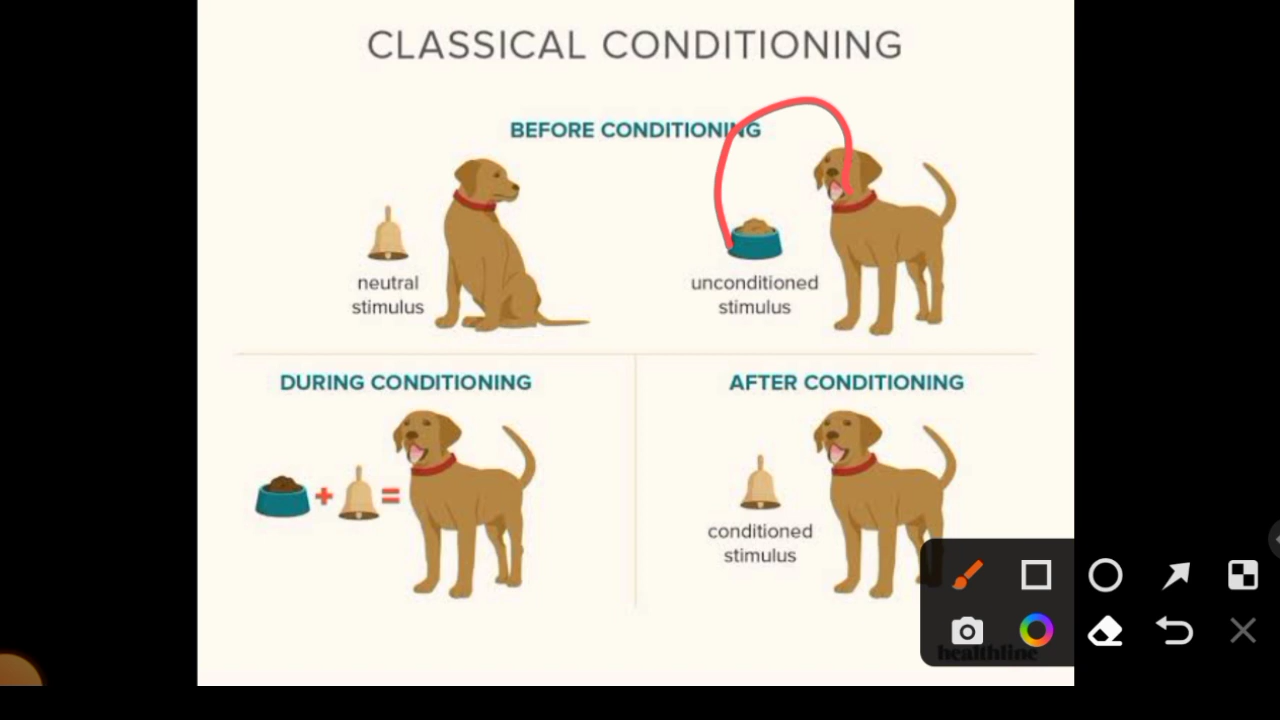 CLASSICAL CONDITIONING
BEFORE CONDITIONING
neutral
stimulus
unconditioned
stimulus
DURING CONDITIONING
AFTER CONDITIONING
+
=
conditioned
stimulus
healthline